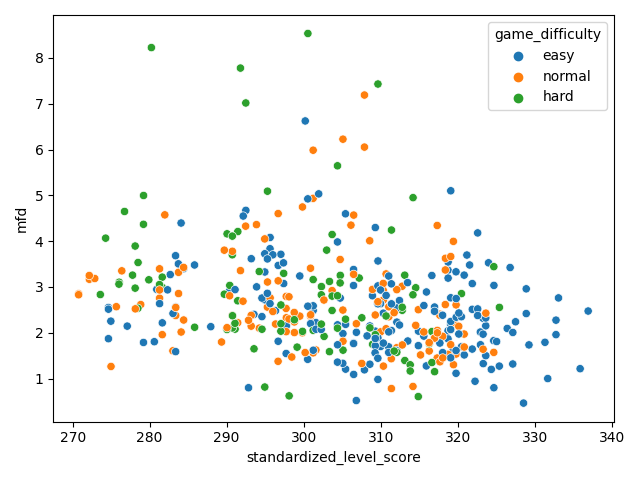 game_difficulty
easy
normal
hard
mfd
8
7
6
5
4
3
2
1
270 280 290 300 310 320 330 340
standardized_level_score